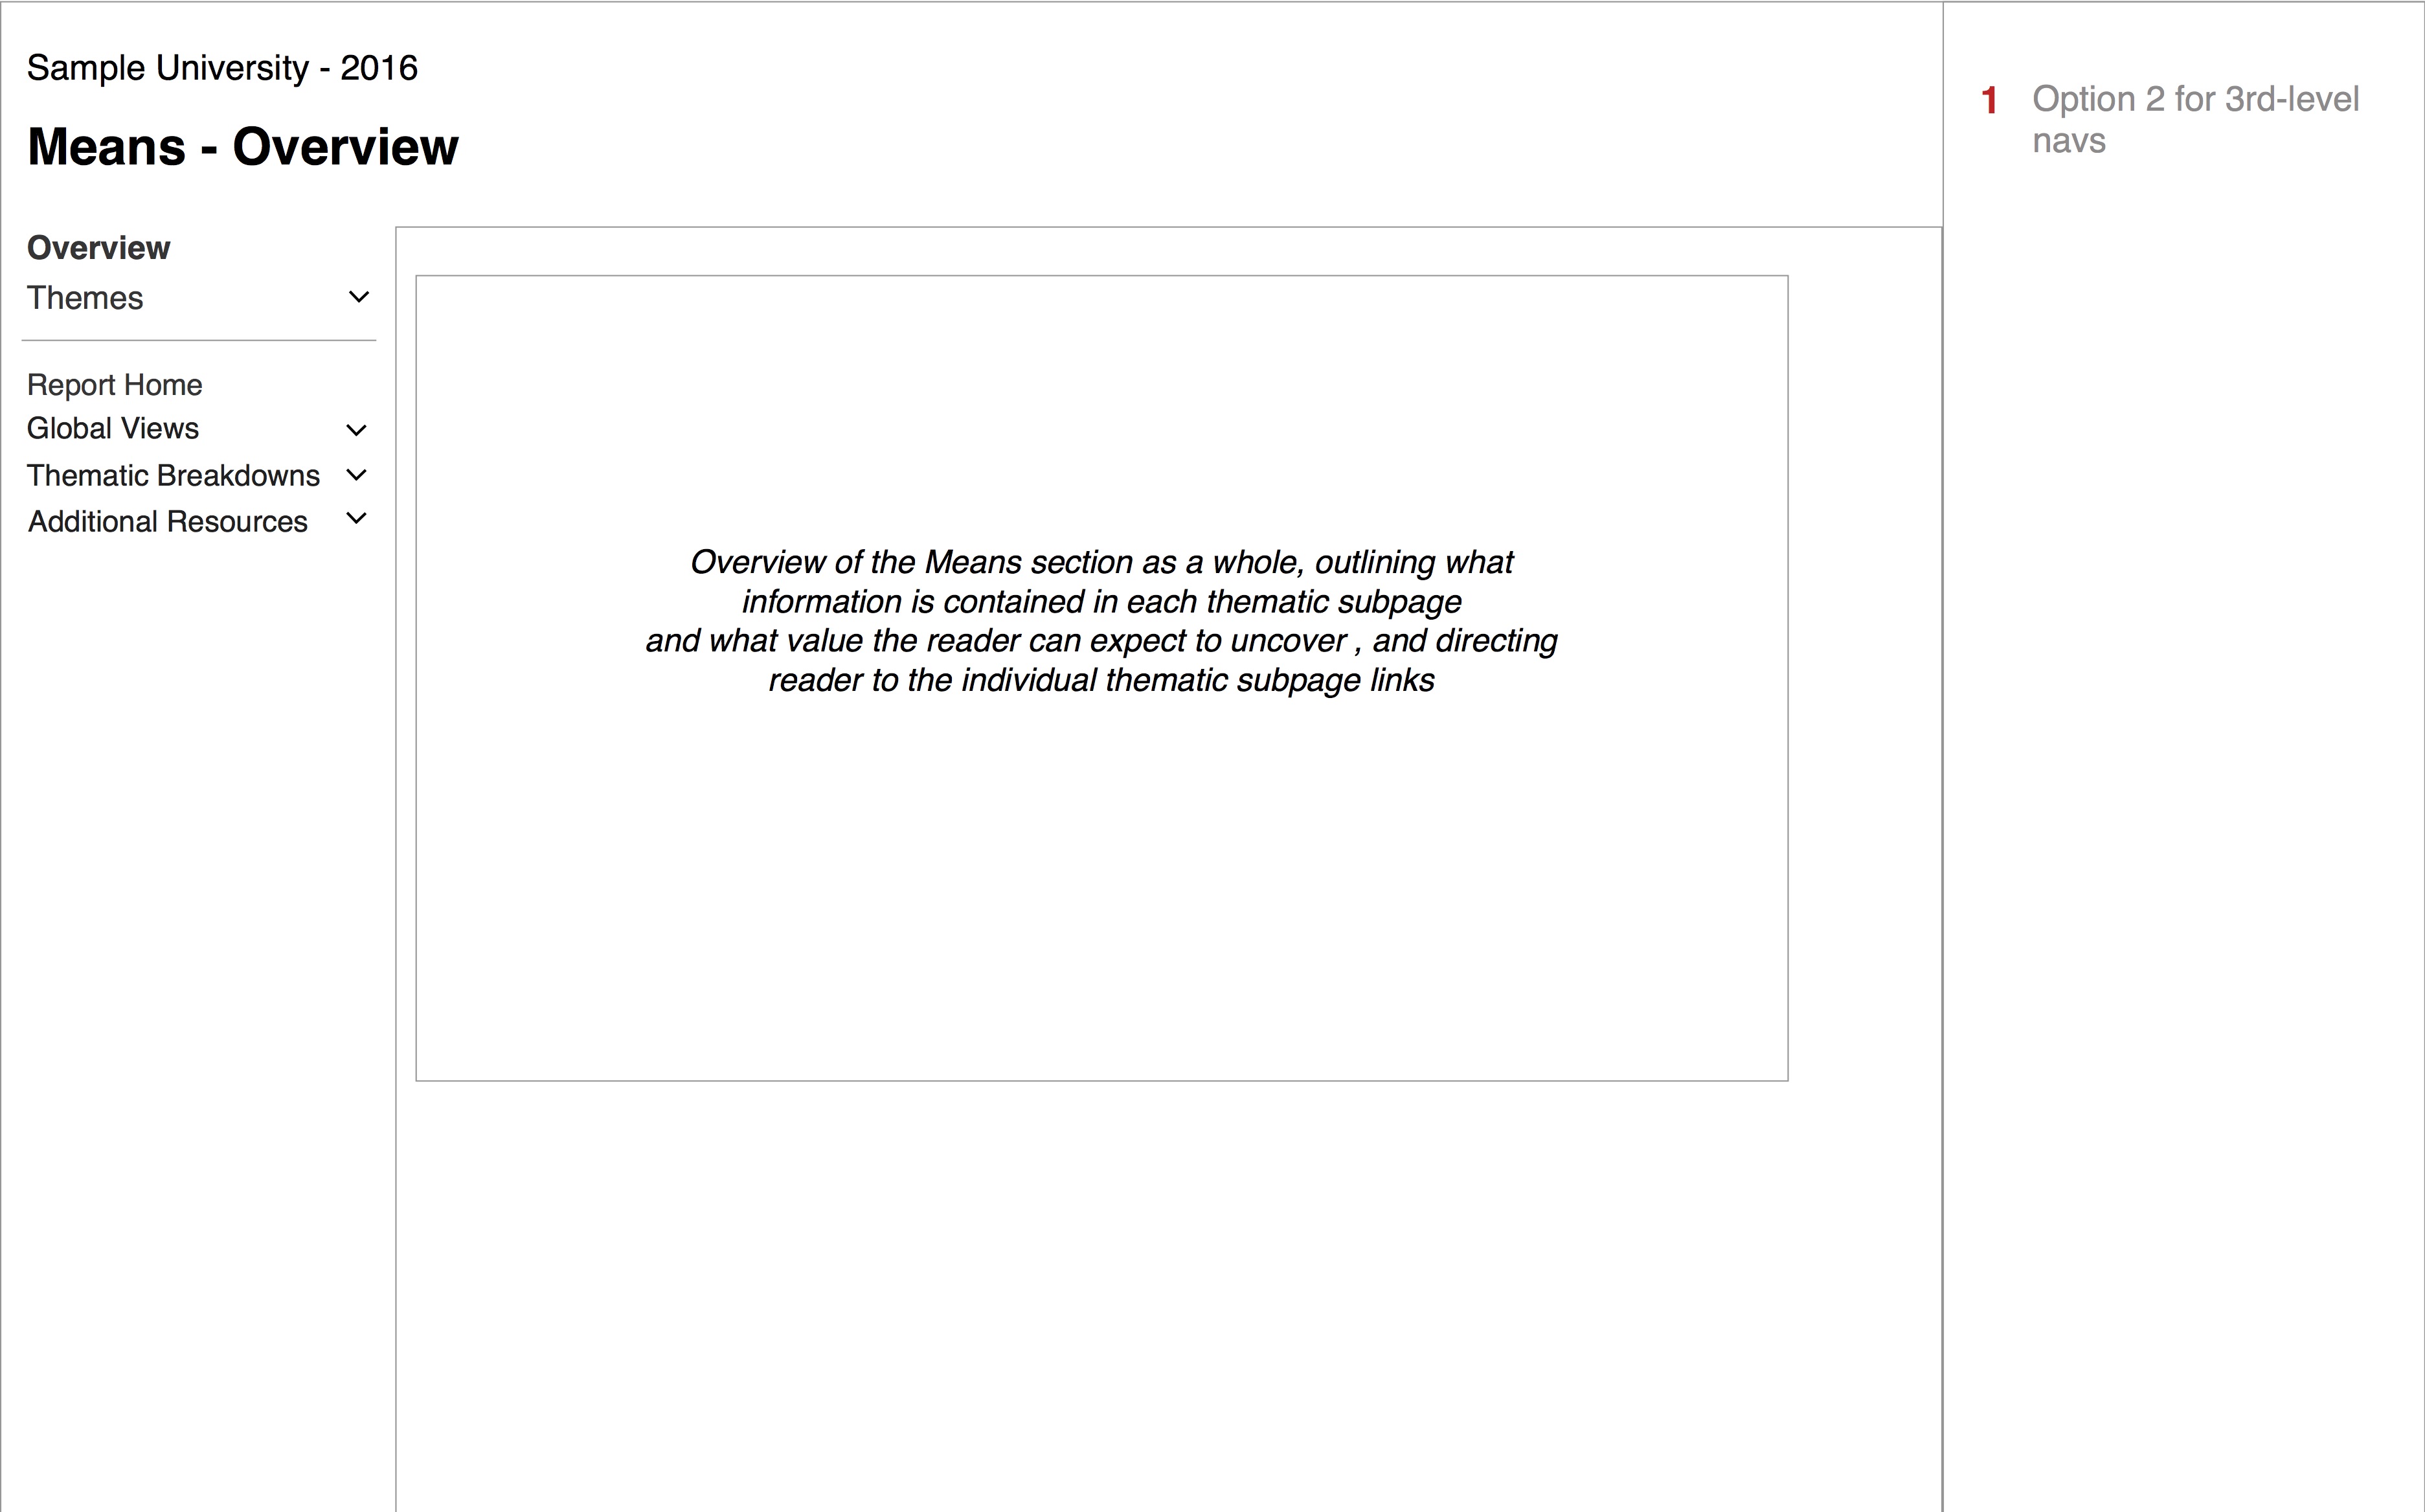 Sample University - 2016
Means - Overview
Overview
Themes
Report Home
Global Views
Thematic Breakdowns
Additional Resources
Overview of the Means section as a whole, outlining what
information is contained in each thematic subpage
and what value the reader can expect to uncover , and directing
reader to the individual thematic subpage links
1 Option 2 for 3rd-level
navs